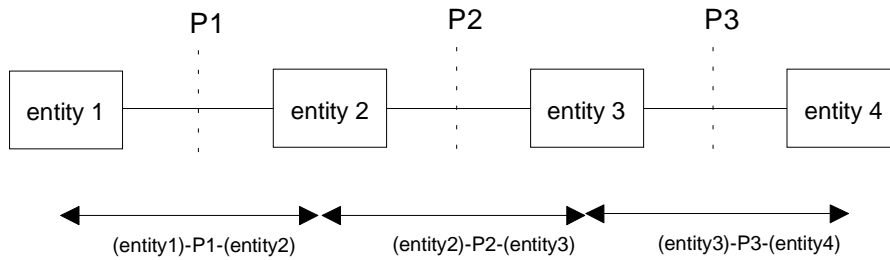 P1 P2 P3
entity 1 entity 2 entity 3 entity 4
(entity1)-P1-(entity2) (entity2)-P2-(entity3) (entity3)-P3-(entity4)